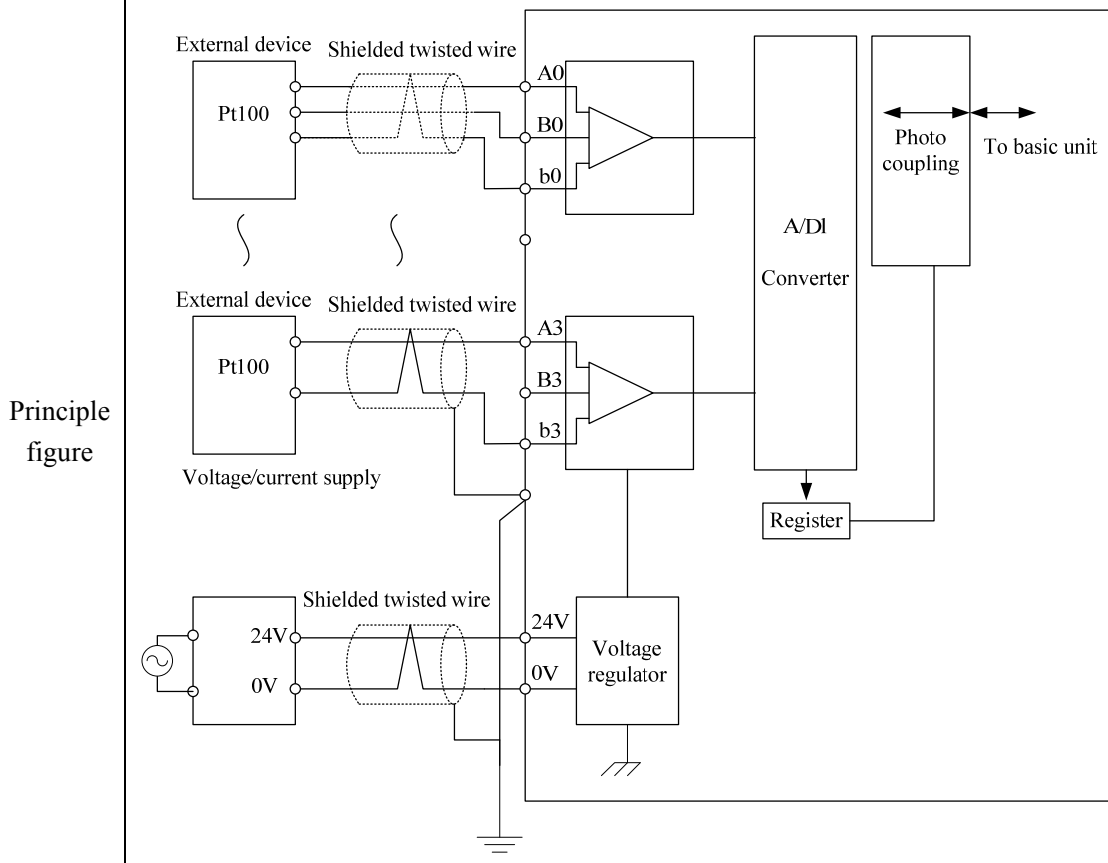 Principle
figure
External device
Shielded twisted wire
Pt100
A0
B0
b0
Photo
coupling
To basic unit
A/DI
Converter
External device
Shielded twisted wire
Pt100
A3
B3
b3
Voltage/current supply
Register
Shielded twisted wire
24V
0V
24V
0V
Voltage
regulator